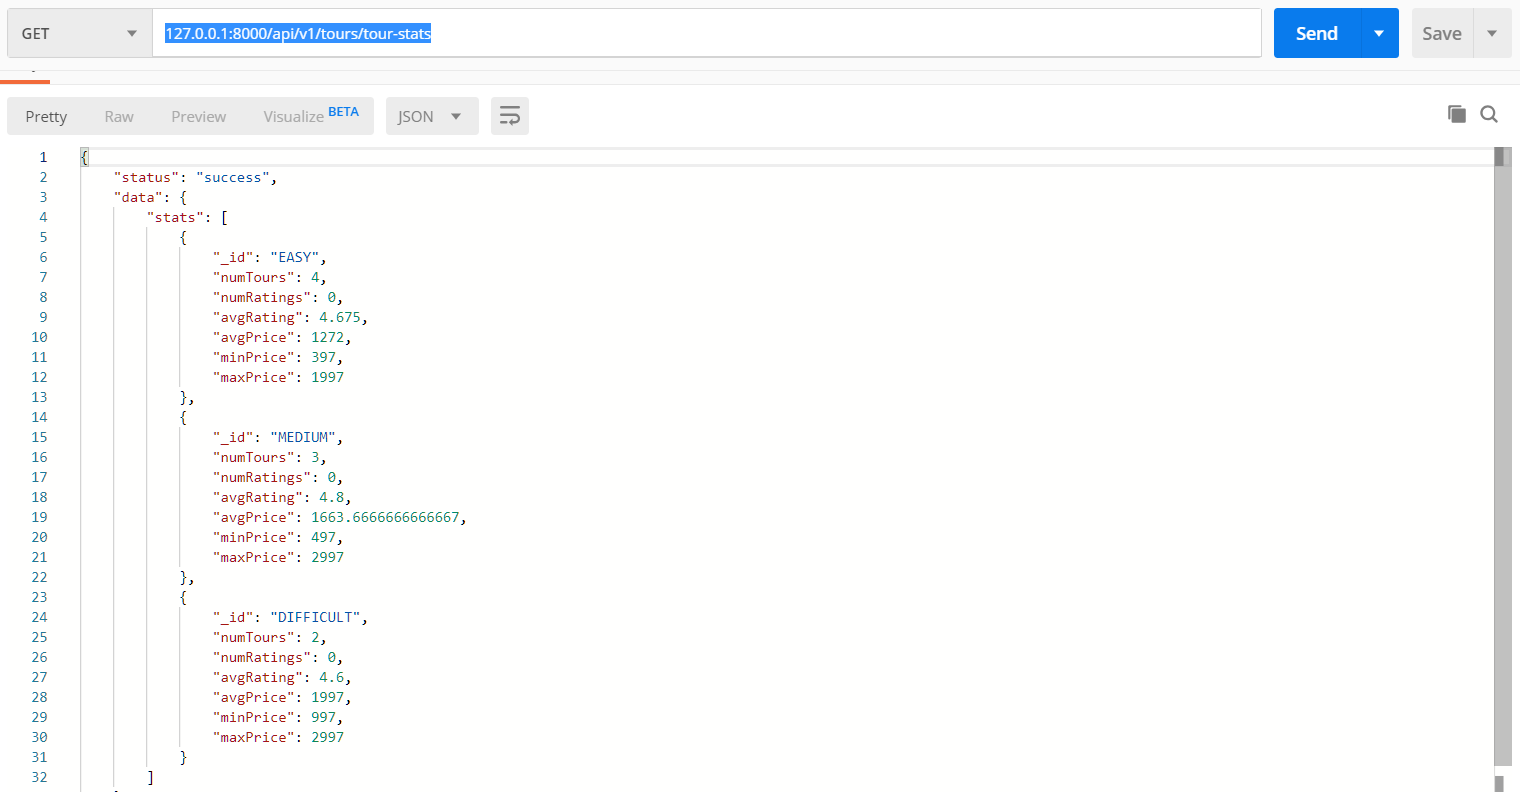 GET 127.0.0.1:8000/api/v1/tours/tour-stats Send Save
Pretty Raw Preview Visualize BETA JSON
1 {
2 "status": "success",
3 "data": {
4 "stats": [
5 {
6 "_id": "EASY",
7 "numTours": 4,
8 "numRatings": 0,
9 "avgRating": 4.675,
10 "avgPrice": 1272,
11 "minPrice": 397,
12 "maxPrice": 1997
13 },
14 {
15 "_id": "MEDIUM",
16 "numTours": 3,
17 "numRatings": 0,
18 "avgRating": 4.8,
19 "avgPrice": 1663.6666666666667,
20 "minPrice": 497,
21 "maxPrice": 2997
22 },
23 {
24 "_id": "DIFFICULT",
25 "numTours": 2,
26 "numRatings": 0,
27 "avgRating": 4.6,
28 "avgPrice": 1997,
29 "minPrice": 997,
30 "maxPrice": 2997
31 }
32 ]